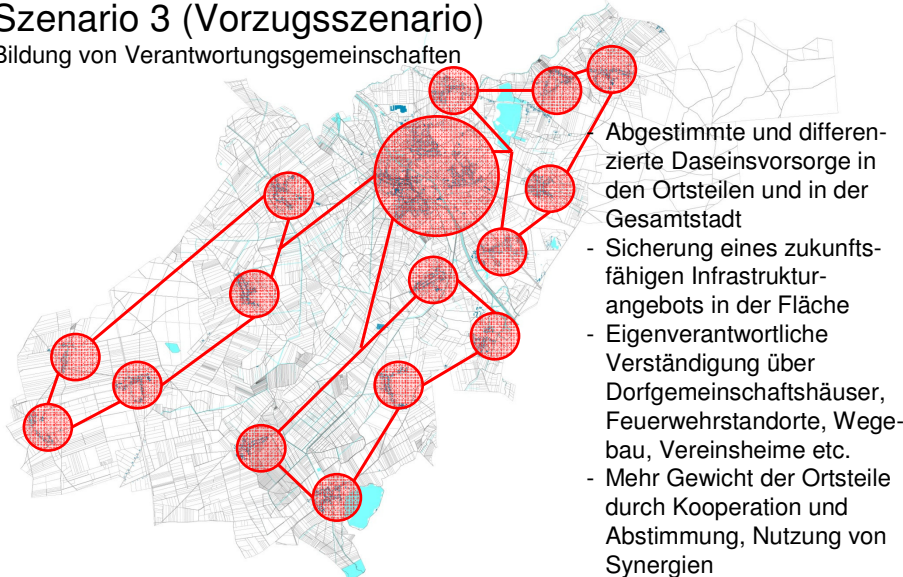 Szenario 3 (Vorzugsszenario)
Bildung von Verantwortungsgemeinschaften
- Abgestimmte und differen-
zierte Daseinsvorsorge in
den Ortsteilen und in der
Gesamtstadt
- Sicherung eines zukunfts-
fähigen Infrastruktur-
angebots in der Fläche
- Eigenverantwortliche
Verständigung über
Dorfgemeinschaftshäuser,
Feuerwehrstandorte, Wege-
bau, Vereinsheime etc.
- Mehr Gewicht der Ortsteile
durch Kooperation und
Abstimmung, Nutzung von
Synergien